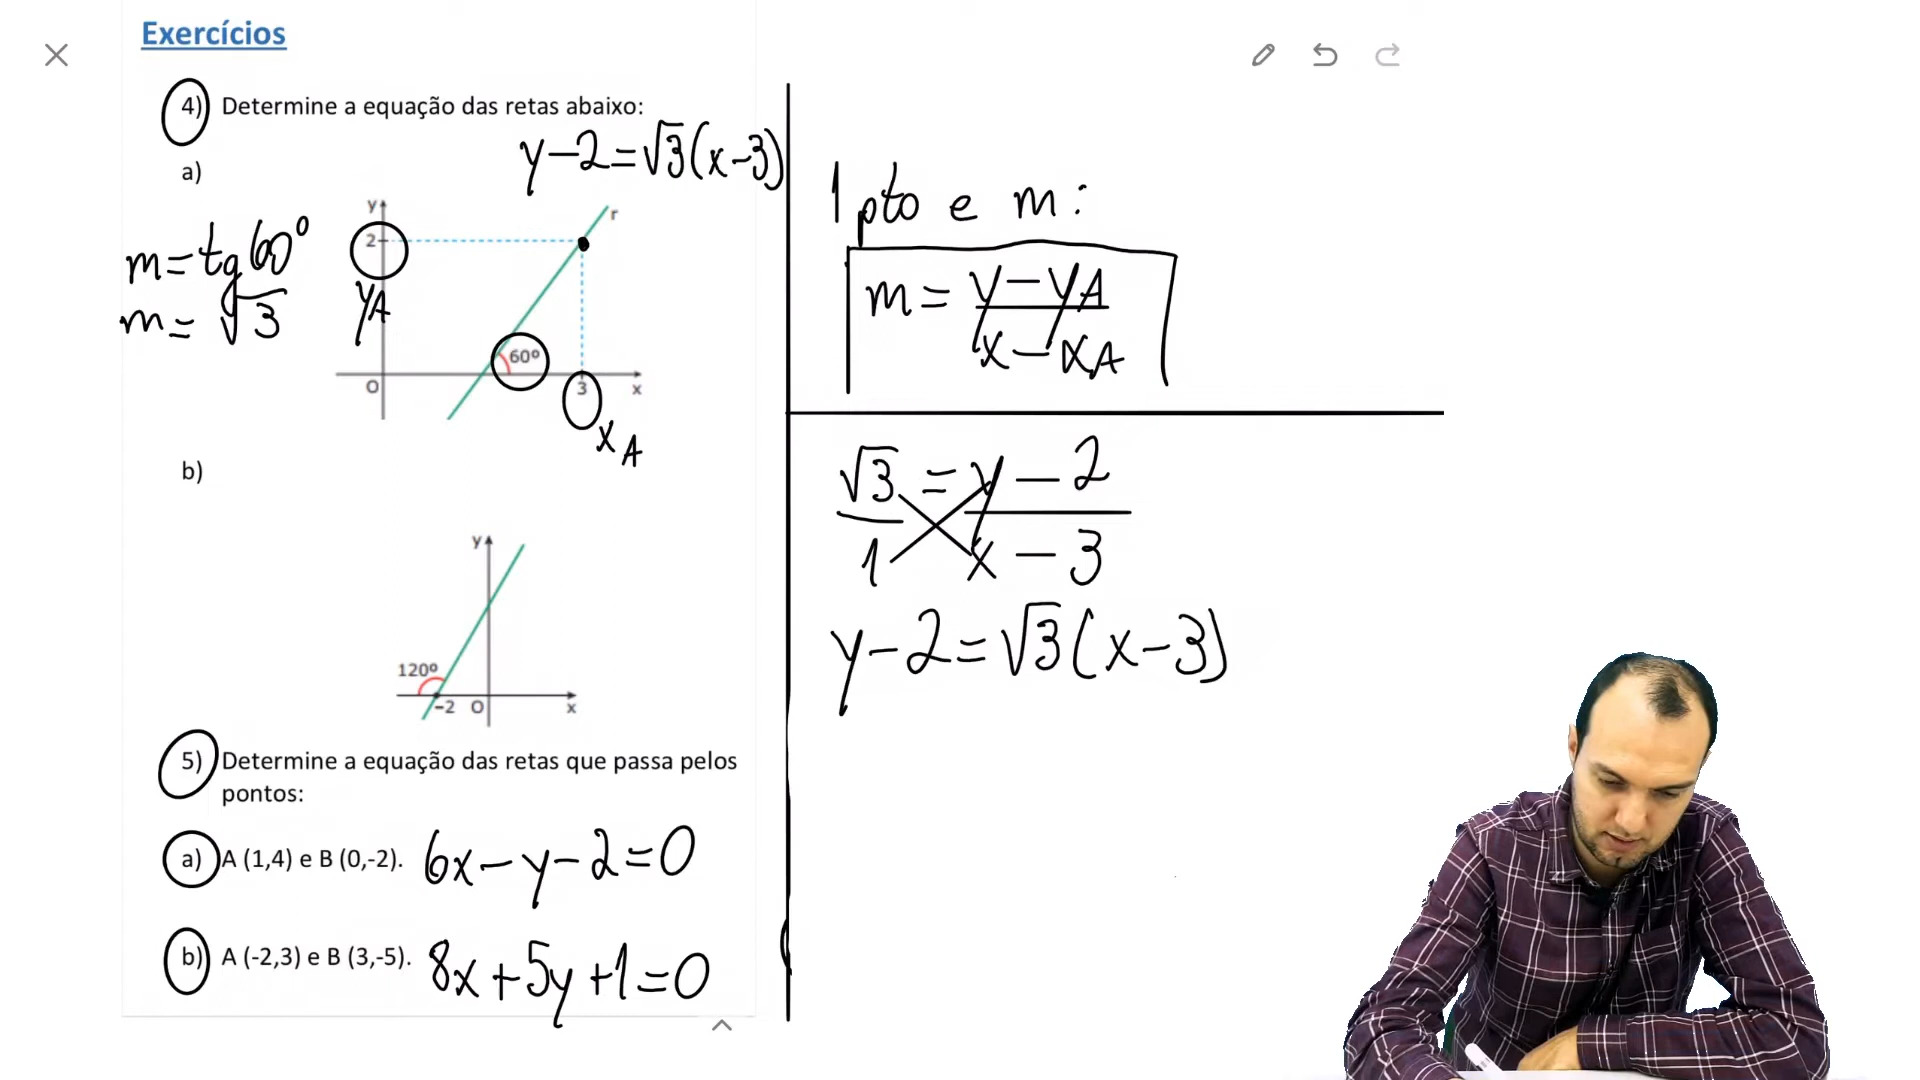 Exercícios
4) Determine a equação das retas abaixo:
y-2=√3(x-3)
a)
m=tg60°
m=√3
y
2
yA
r
60º
O
3
x
xA
b)
y
120º
-2 O
x
5) Determine a equação das retas que passa pelos
pontos:
a) A (1,4) e B (0,-2). 6x-y-2=0
b) A (-2,3) e B (3,-5). 8x+5y+1=0
1 pto e m:
m = y-yA
x-xA
√3 = y-2
1 x-3
y-2=√3(x-3)